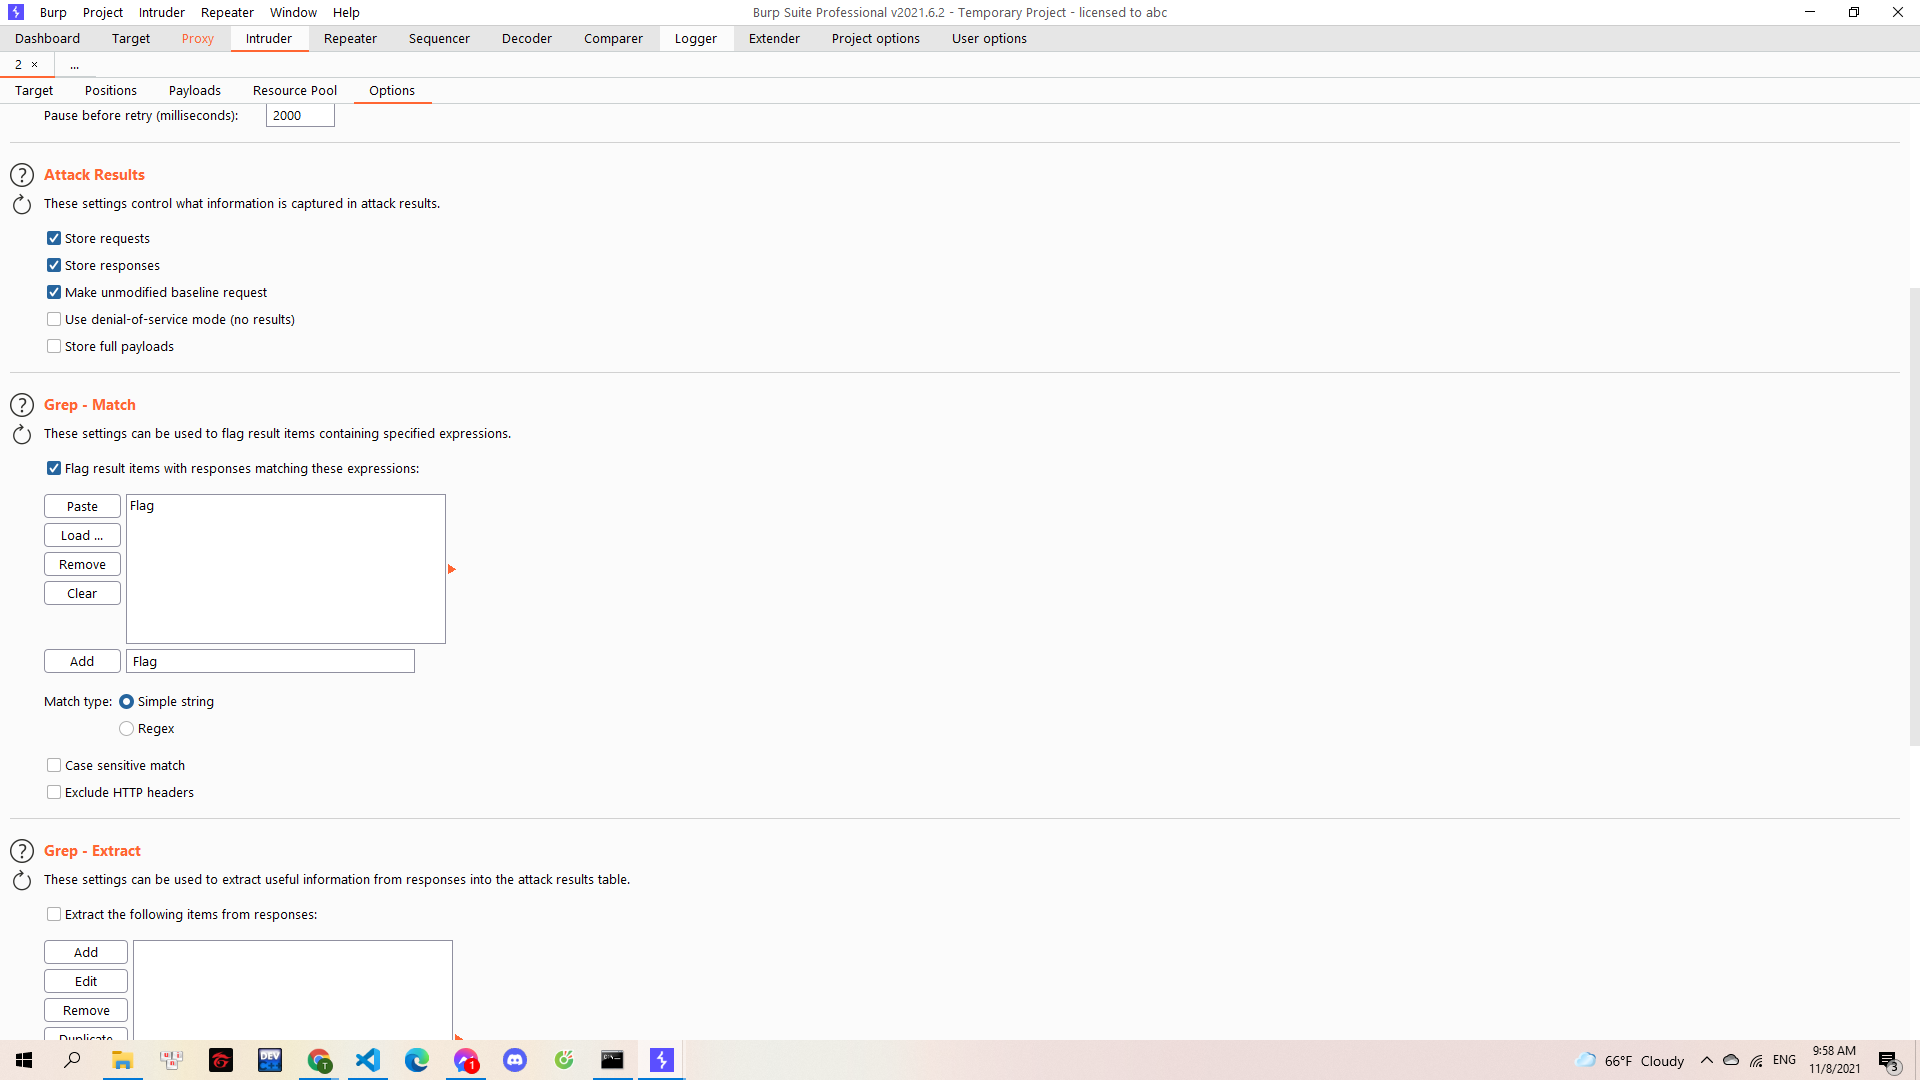 Burp Project Intruder Repeater Window Help Burp Suite Professional v2021.6.2 - Temporary Project - licensed to abc
Dashboard Target Proxy Intruder Repeater Sequencer Decoder Comparer Logger Extender Project options User options
2 × ...
Target Positions Payloads Resource Pool Options
Pause before retry (milliseconds): 2000
? Attack Results
These settings control what information is captured in attack results.
Store requests
Store responses
Make unmodified baseline request
Use denial-of-service mode (no results)
Store full payloads
? Grep - Match
These settings can be used to flag result items containing specified expressions.
Flag result items with responses matching these expressions:
Paste Flag
Load ...
Remove
Clear
Add Flag
Match type: Simple string
Regex
Case sensitive match
Exclude HTTP headers
? Grep - Extract
These settings can be used to extract useful information from responses into the attack results table.
Extract the following items from responses:
Add
Edit
Remove
Duplicate
DEV T 1 66°F Cloudy ENG 9:58 AM 3
11/8/2021